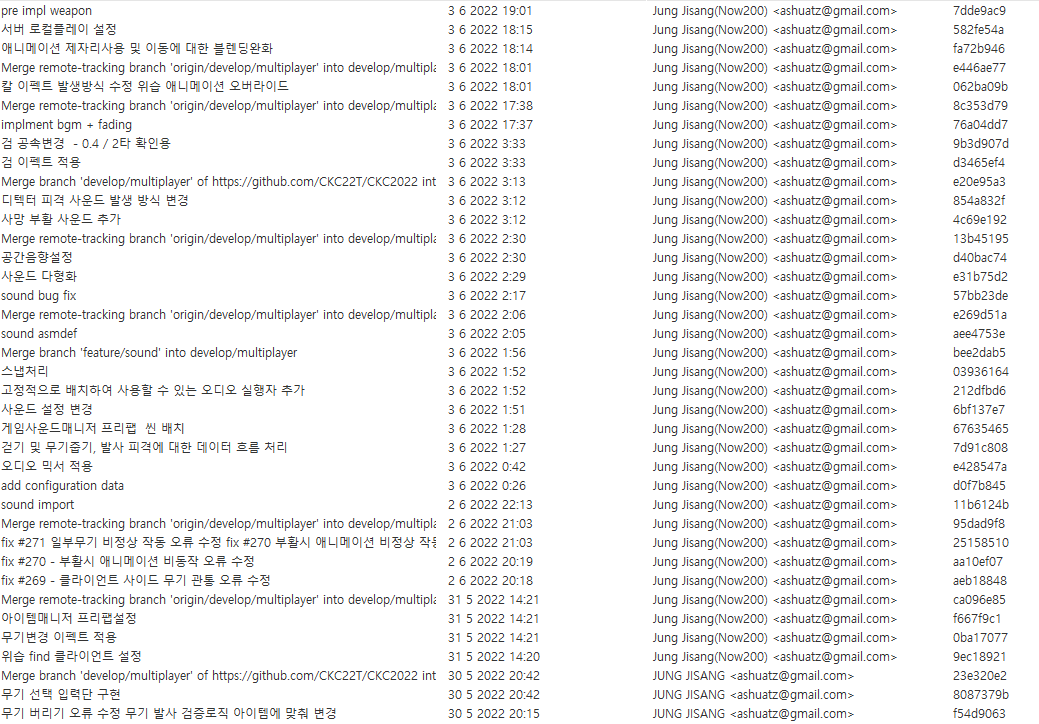 pre impl weapon 3 6 2022 19:01 Jung Jisang(Now200) <ashuatz@gmail.com> 7dde9ac9
서버 로컬플레이 설정 3 6 2022 18:15 Jung Jisang(Now200) <ashuatz@gmail.com> 582fe54a
애니메이션 제자리사용 및 이동에 대한 블렌딩완화 3 6 2022 18:14 Jung Jisang(Now200) <ashuatz@gmail.com> fa72b946
Merge remote-tracking branch 'origin/develop/multiplayer' into develop/multipla 3 6 2022 18:01 Jung Jisang(Now200) <ashuatz@gmail.com> e446ae77
칼 이펙트 발생방식 수정 위습 애니메이션 오버라이드 3 6 2022 18:01 Jung Jisang(Now200) <ashuatz@gmail.com> 062ba09b
Merge remote-tracking branch 'origin/develop/multiplayer' into develop/multipla 3 6 2022 17:38 Jung Jisang(Now200) <ashuatz@gmail.com> 8c353d79
implment bgm + fading 3 6 2022 17:37 Jung Jisang(Now200) <ashuatz@gmail.com> 76a04dd7
검 공속변경 - 0.4 / 2타 확인용 3 6 2022 3:33 Jung Jisang(Now200) <ashuatz@gmail.com> 9b3d907d
검 이펙트 적용 3 6 2022 3:33 Jung Jisang(Now200) <ashuatz@gmail.com> d3465ef4
Merge branch 'develop/multiplayer' of https://github.com/CKC22T/CKC2022 int 3 6 2022 3:13 Jung Jisang(Now200) <ashuatz@gmail.com> e20e95a3
디텍터 피격 사운드 발생 방식 변경 3 6 2022 3:12 Jung Jisang(Now200) <ashuatz@gmail.com> 854a832f
사망 부활 사운드 추가 3 6 2022 3:12 Jung Jisang(Now200) <ashuatz@gmail.com> 4c69e192
Merge remote-tracking branch 'origin/develop/multiplayer' into develop/multipla 3 6 2022 2:30 Jung Jisang(Now200) <ashuatz@gmail.com> 13b45195
공간음향설정 3 6 2022 2:30 Jung Jisang(Now200) <ashuatz@gmail.com> d40bac74
사운드 다형화 3 6 2022 2:29 Jung Jisang(Now200) <ashuatz@gmail.com> e31b75d2
sound bug fix 3 6 2022 2:17 Jung Jisang(Now200) <ashuatz@gmail.com> 57bb23de
Merge remote-tracking branch 'origin/develop/multiplayer' into develop/multipla 3 6 2022 2:06 Jung Jisang(Now200) <ashuatz@gmail.com> e269d51a
sound asmdef 3 6 2022 2:05 Jung Jisang(Now200) <ashuatz@gmail.com> aee4753e
Merge branch 'feature/sound' into develop/multiplayer 3 6 2022 1:56 Jung Jisang(Now200) <ashuatz@gmail.com> bee2dab5
스냅처리 3 6 2022 1:52 Jung Jisang(Now200) <ashuatz@gmail.com> 03936164
고정적으로 배치하여 사용할 수 있는 오디오 실행자 추가 3 6 2022 1:52 Jung Jisang(Now200) <ashuatz@gmail.com> 212dfbd6
사운드 설정 변경 3 6 2022 1:51 Jung Jisang(Now200) <ashuatz@gmail.com> 6bf137e7
게임사운드매니저 프리팹 씬 배치 3 6 2022 1:28 Jung Jisang(Now200) <ashuatz@gmail.com> 67635465
걷기 및 무기줍기, 발사 피격에 대한 데이터 흐름 처리 3 6 2022 1:27 Jung Jisang(Now200) <ashuatz@gmail.com> 7d91c808
오디오 믹서 적용 3 6 2022 0:42 Jung Jisang(Now200) <ashuatz@gmail.com> e428547a
add configuration data 3 6 2022 0:26 Jung Jisang(Now200) <ashuatz@gmail.com> d0f7b845
sound import 2 6 2022 22:13 Jung Jisang(Now200) <ashuatz@gmail.com> 11b6124b
Merge remote-tracking branch 'origin/develop/multiplayer' into develop/multipla 2 6 2022 21:03 Jung Jisang(Now200) <ashuatz@gmail.com> 95dad9f8
fix #271 일부무기 비정상 작동 오류 수정 fix #270 부활시 애니메이션 비정상 작동 2 6 2022 21:03 Jung Jisang(Now200) <ashuatz@gmail.com> 25158510
fix #270 - 부활시 애니메이션 비동작 오류 수정 2 6 2022 20:19 Jung Jisang(Now200) <ashuatz@gmail.com> aa10ef07
fix #269 - 클라이언트 사이드 무기 관통 오류 수정 2 6 2022 20:18 Jung Jisang(Now200) <ashuatz@gmail.com> aeb18848
Merge remote-tracking branch 'origin/develop/multiplayer' into develop/multipla 31 5 2022 14:21 Jung Jisang(Now200) <ashuatz@gmail.com> ca096e85
아이템매니저 프리팹설정 31 5 2022 14:21 Jung Jisang(Now200) <ashuatz@gmail.com> f667f9c1
무기변경 이펙트 적용 31 5 2022 14:21 Jung Jisang(Now200) <ashuatz@gmail.com> 0ba17077
위습 find 클라이언트 설정 31 5 2022 14:20 Jung Jisang(Now200) <ashuatz@gmail.com> 9ec18921
Merge branch 'develop/multiplayer' of https://github.com/CKC22T/CKC2022 int 30 5 2022 20:42 JUNG JISANG <ashuatz@gmail.com> 23e320e2
무기 선택 입력단 구현 30 5 2022 20:42 JUNG JISANG <ashuatz@gmail.com> 8087379b
무기 버리기 오류 수정 무기 발사 검증로직 아이템에 맞춰 변경 30 5 2022 20:15 JUNG JISANG <ashuatz@gmail.com> f54d9063